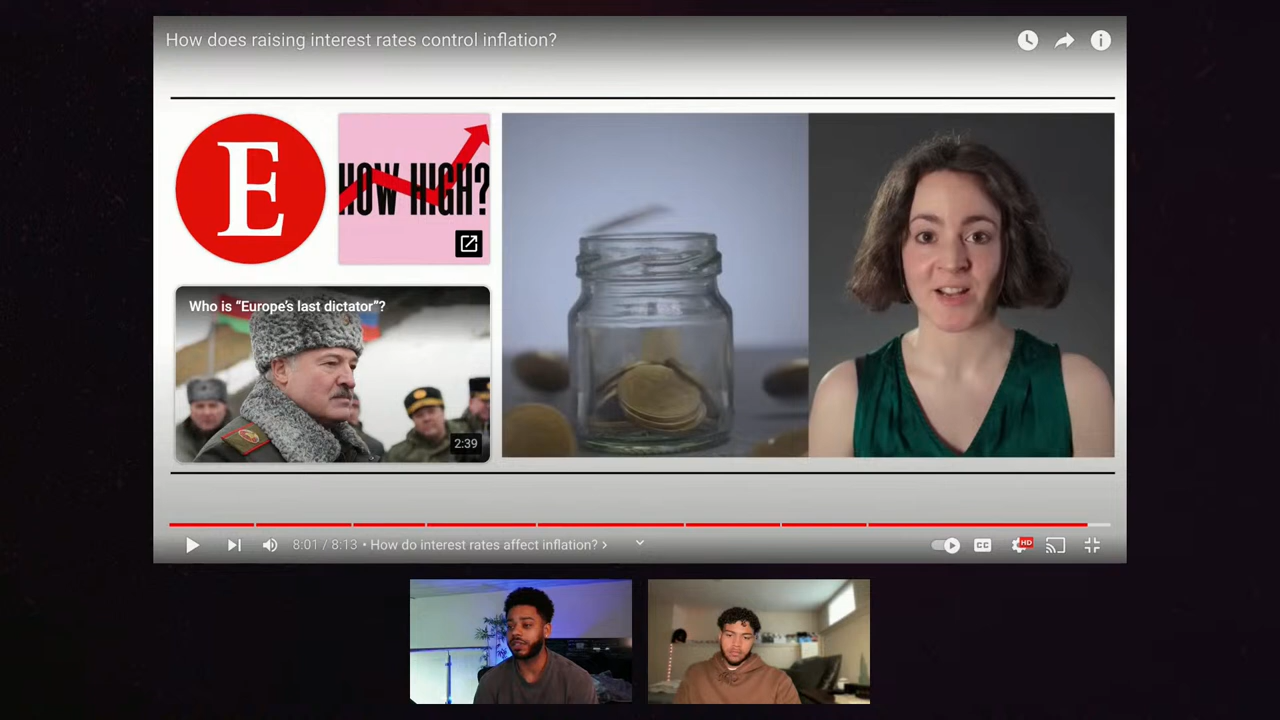 How does raising interest rates control inflation?
E
HOW HIGH?
Who is “Europe’s last dictator”?
2:39
8:01 / 8:13 • How do interest rates affect inflation? >
CC
HD